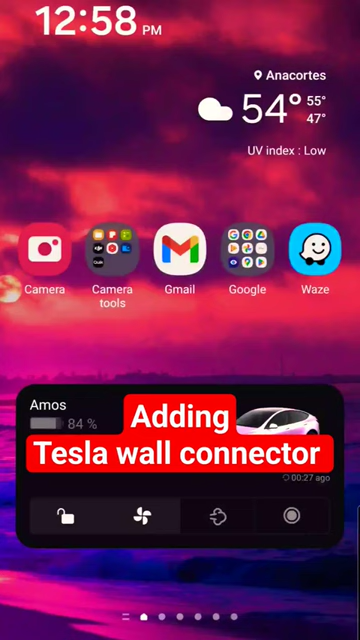 12:58 PM
Anacortes
54° 55°
47°
UV index : Low
Camera
Camera tools
Gmail
Google
Waze
Amos
84 %
Adding
Tesla wall connector
00:27 ago